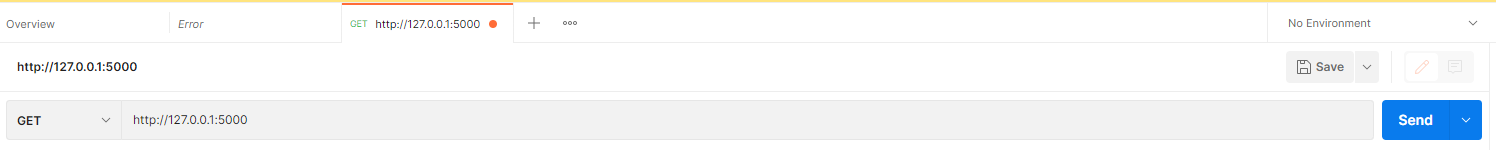 Overview Error GET http://127.0.0.1:5000 No Environment
http://127.0.0.1:5000 Save
GET http://127.0.0.1:5000 Send